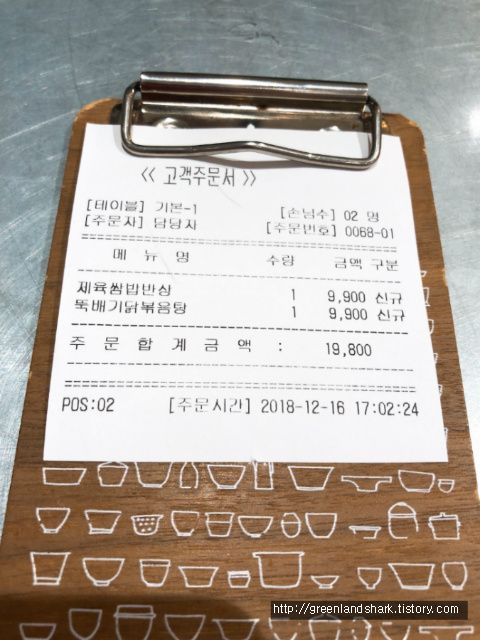 << 고객주문서 >>
[테이블] 기본-1 [손님수] 02 명
[주문자] 담당자 [주문번호] 0068-01
메 뉴 명 수량 금액 구분
제육쌈밥반상 1 9,900 신규
뚝배기닭볶음탕 1 9,900 신규
주 문 합 계 금 액 : 19,800
POS:02 [주문시간] 2018-12-16 17:02:24
http://greenlandshark.tistory.com